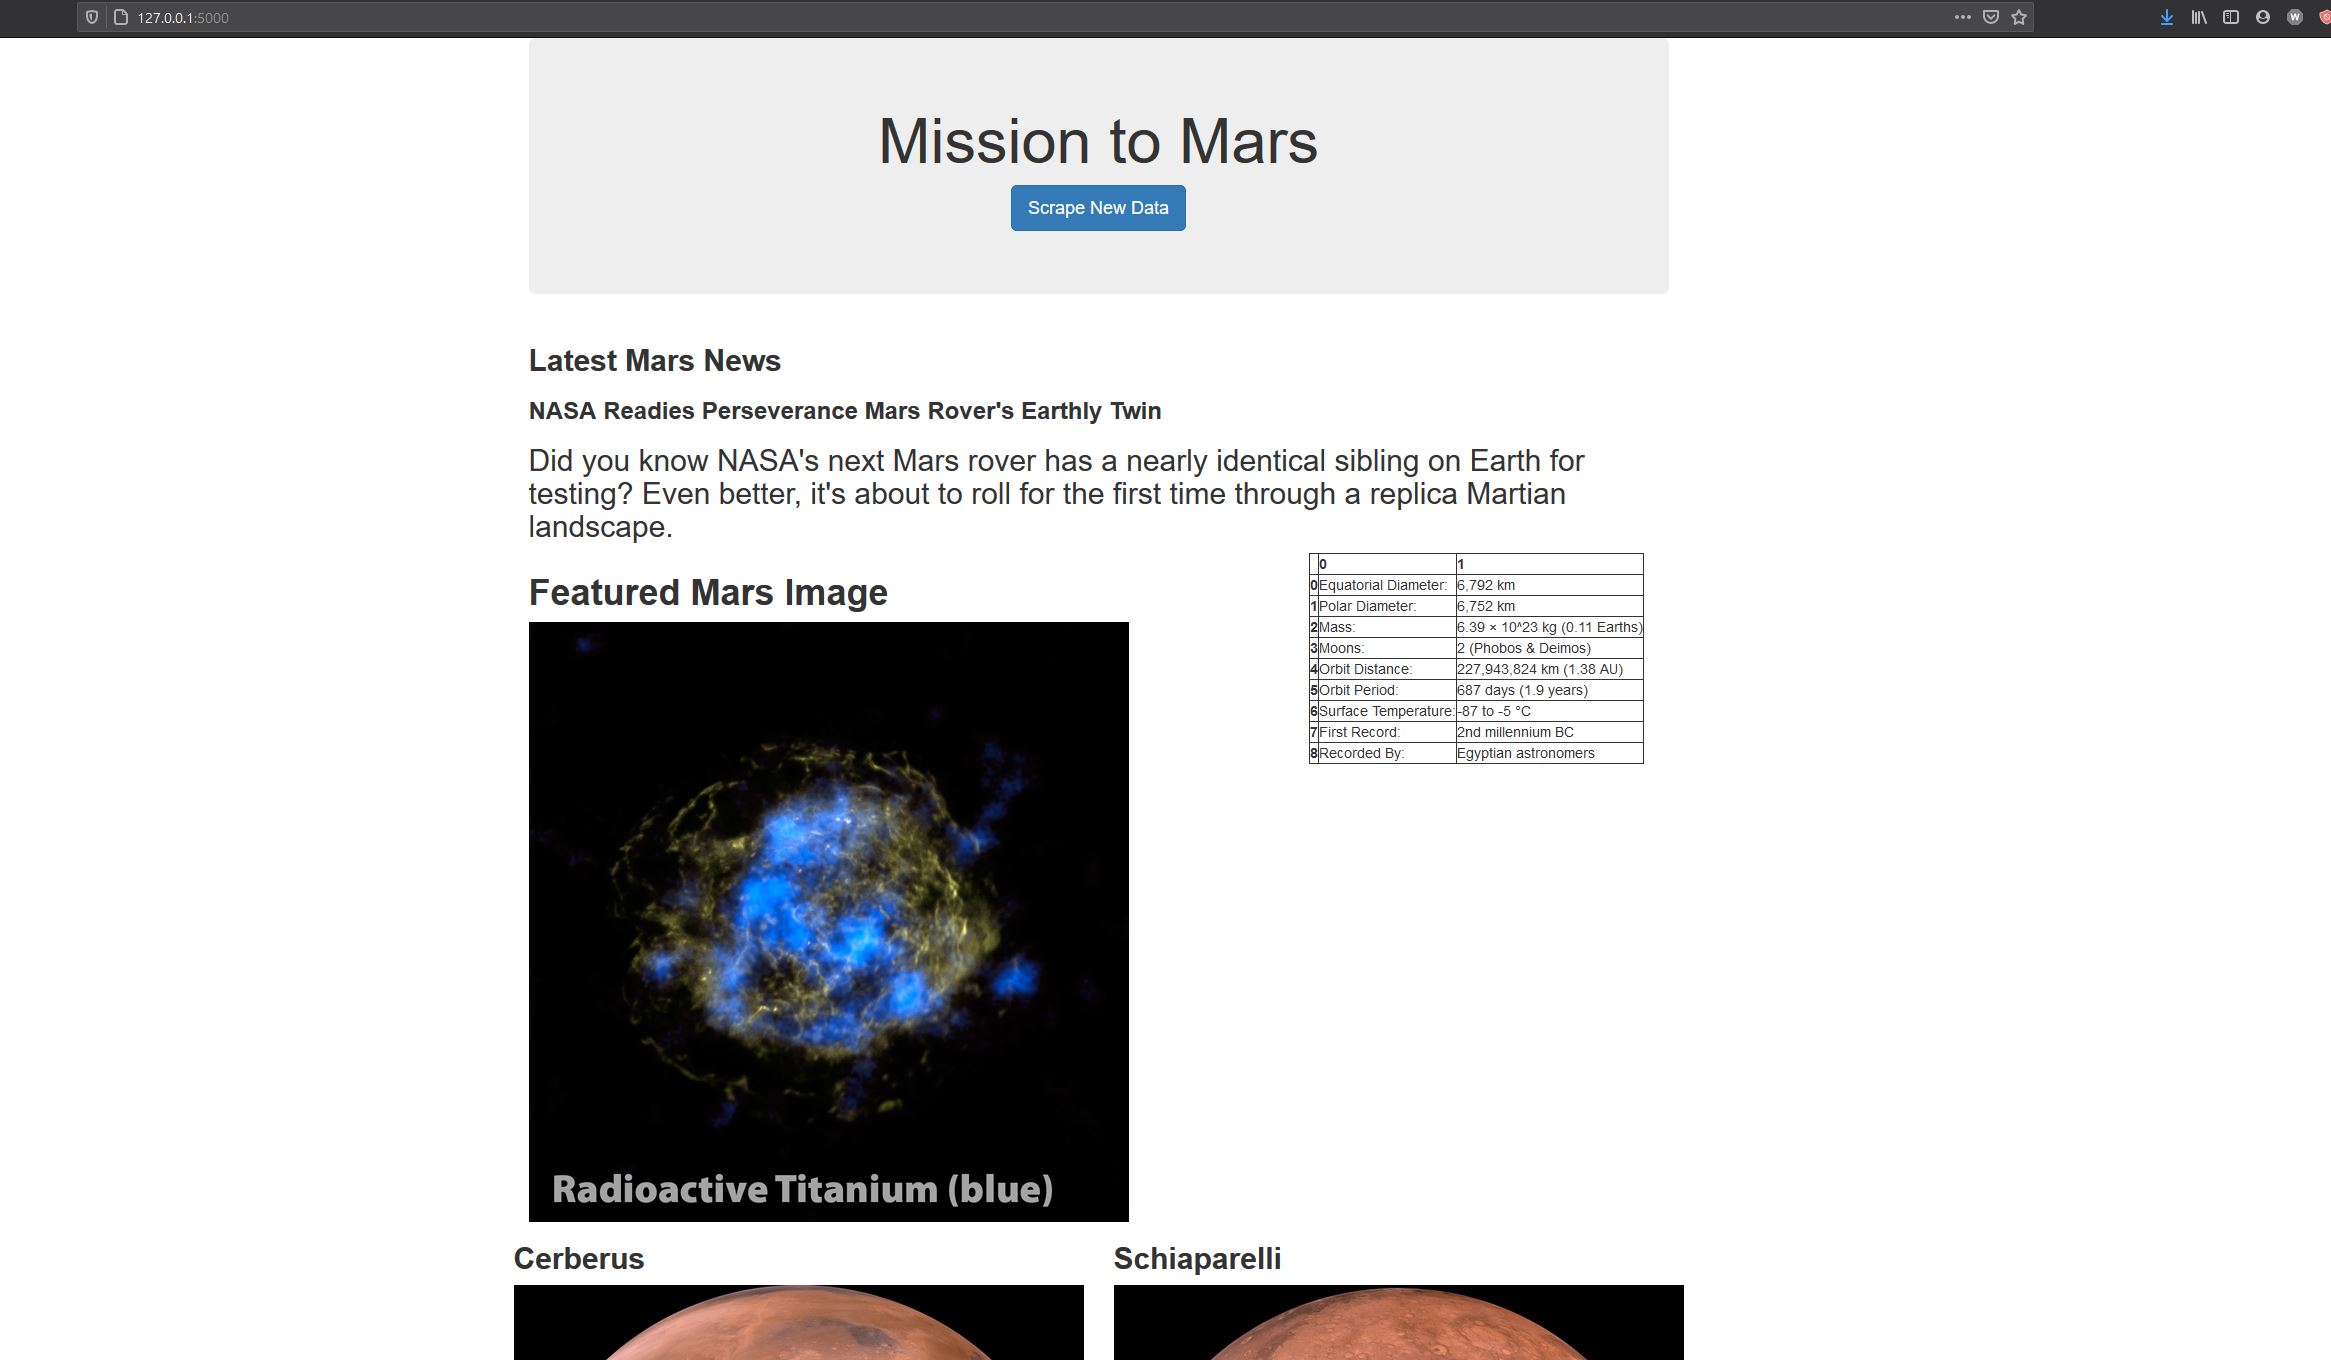 127.0.0.1:5000
Mission to Mars
Scrape New Data
Latest Mars News
NASA Readies Perseverance Mars Rover's Earthly Twin
Did you know NASA's next Mars rover has a nearly identical sibling on Earth for
testing? Even better, it's about to roll for the first time through a replica Martian
landscape.
Featured Mars Image
Radioactive Titanium (blue)
0 1
0 Equatorial Diameter: 6,792 km
1 Polar Diameter: 6,752 km
2 Mass: 6.39 × 10^23 kg (0.11 Earths)
3 Moons: 2 (Phobos & Deimos)
4 Orbit Distance: 227,943,824 km (1.38 AU)
5 Orbit Period: 687 days (1.9 years)
6 Surface Temperature: -87 to -5 °C
7 First Record: 2nd millennium BC
8 Recorded By: Egyptian astronomers
Cerberus
Schiaparelli